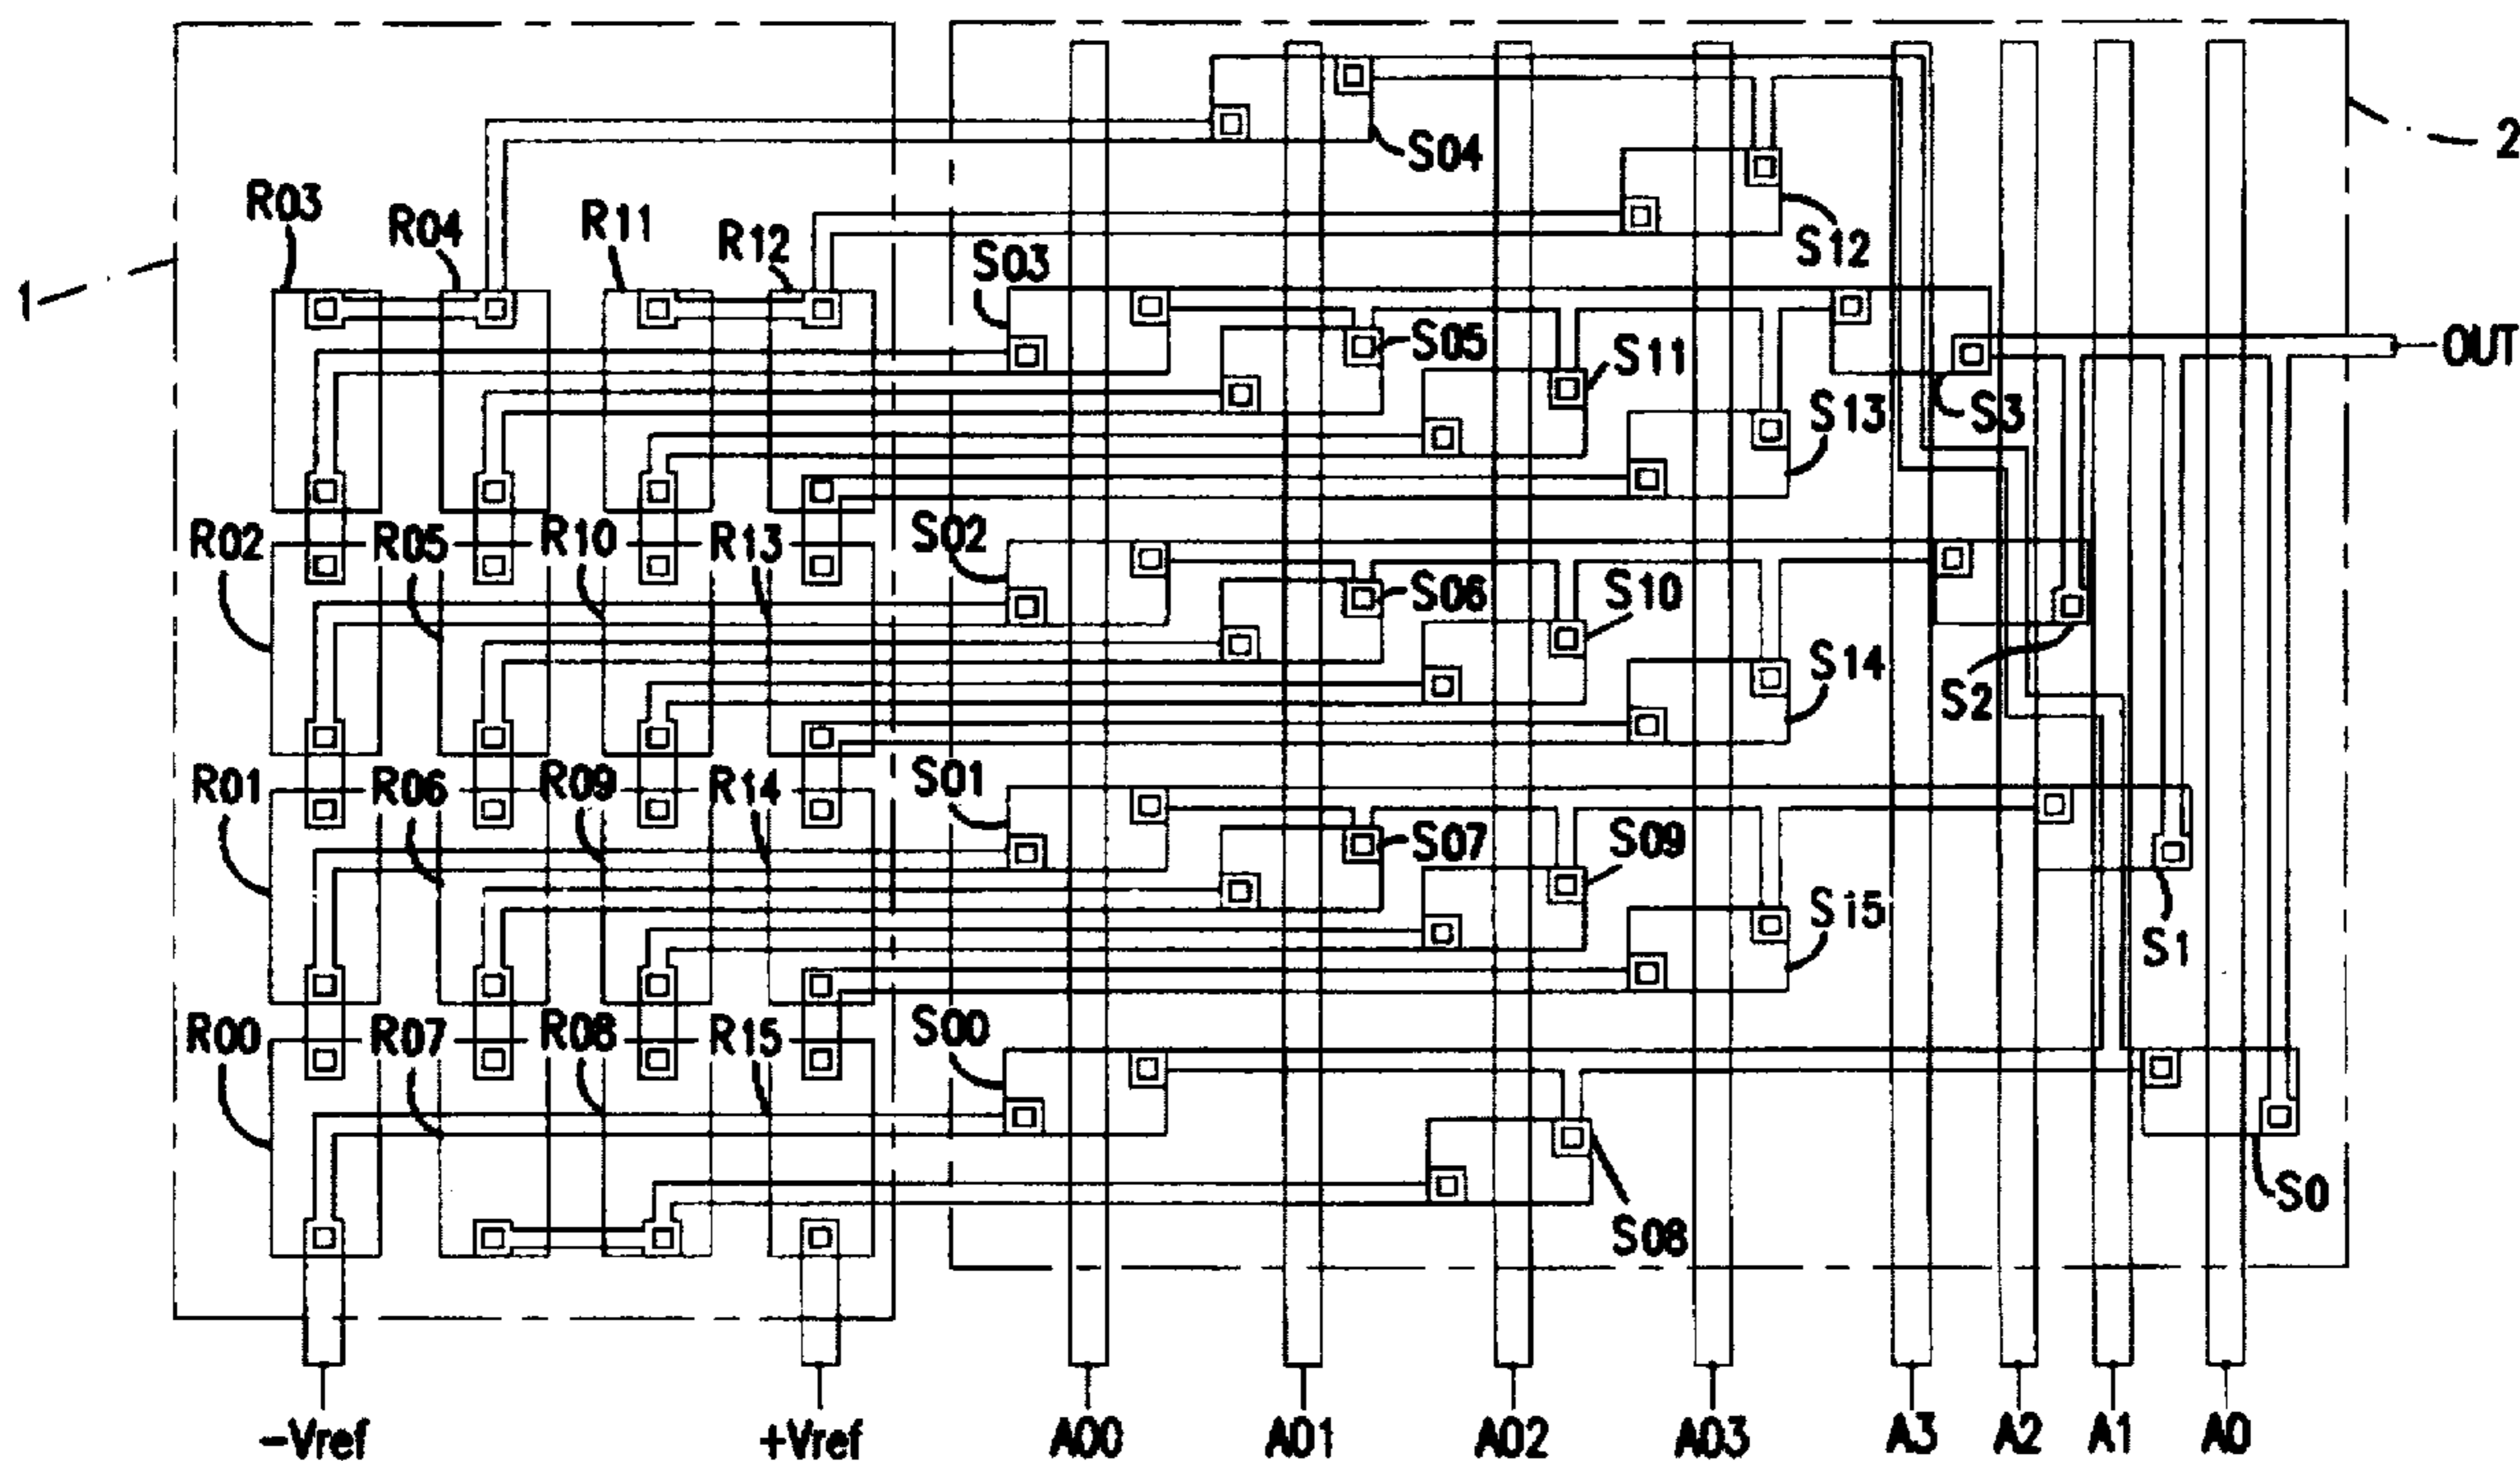 2
S04
R03
R04
R11
R12
S12
1
S03
S05
S11
OUT
S13
S3
R02
R05
R10
R13
S02
S06
S10
S14
S2
R01
R06
R09
R14
S01
S07
S09
S15
S1
R00
R07
R08
R15
S00
S0
S08
-Vref
+Vref
A00
A01
A02
A03
A3
A2
A1
A0